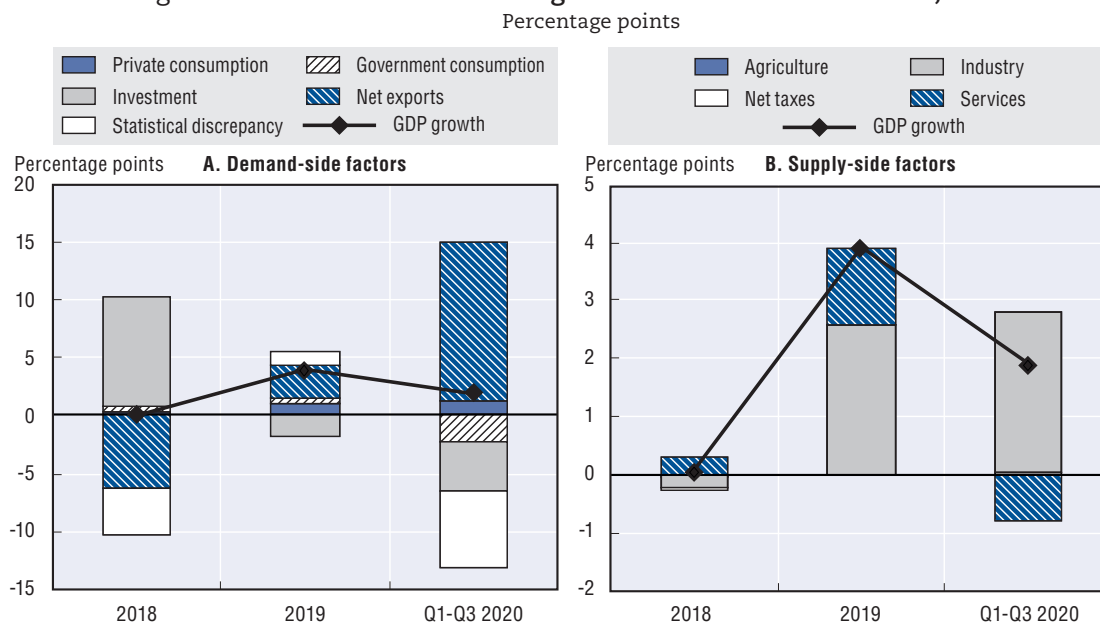 Percentage points
Private consumption
Government consumption
Investment
Net exports
Statistical discrepancy
GDP growth
Agriculture
Industry
Net taxes
Services
GDP growth
Percentage points
A. Demand-side factors
20
15
10
5
0
-5
-10
-15
2018
2019
Q1-Q3 2020
Percentage points
B. Supply-side factors
5
4
3
2
1
0
-1
-2
2018
2019
Q1-Q3 2020